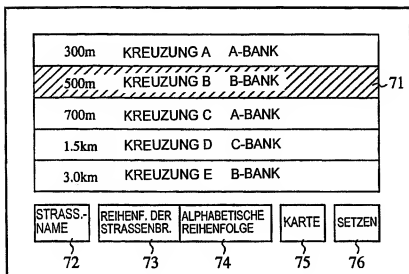 300m KREUZUNG A A-BANK
500m KREUZUNG B B-BANK 71
700m KREUZUNG C A-BANK
1.5km KREUZUNG D C-BANK
3.0km KREUZUNG E B-BANK
STRASS.- NAME
REIHENF. DER STRASSENBR.
ALPHABETISCHE REIHENFOLGE
KARTE
SETZEN
72 73 74 75 76